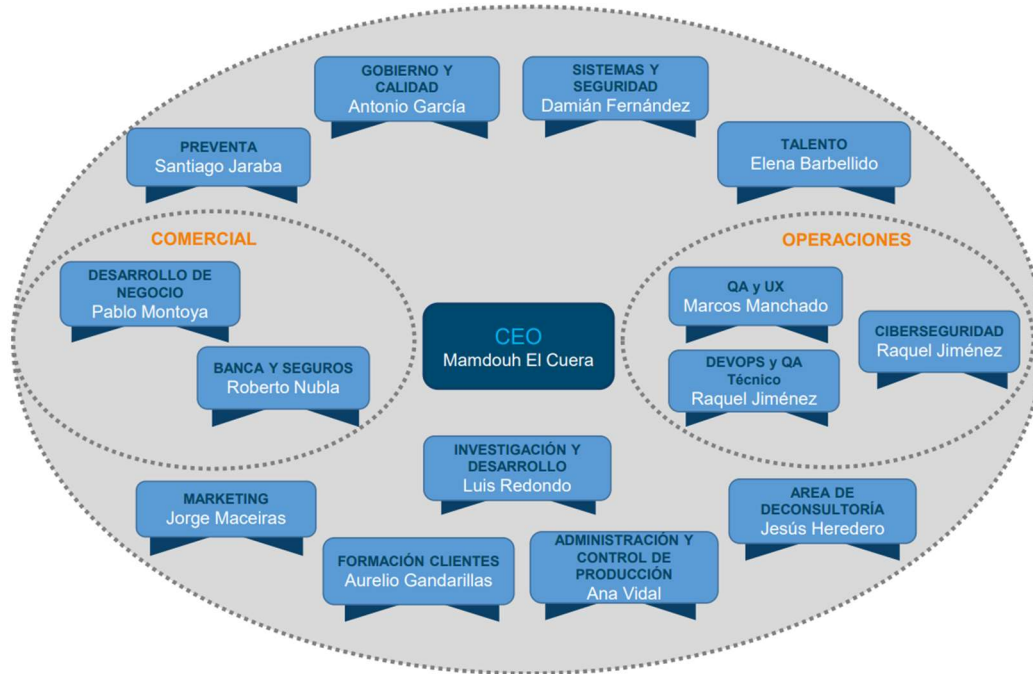 GOBIERNO Y
CALIDAD
Antonio García
SISTEMAS Y
SEGURIDAD
Damián Fernández
PREVENTA
Santiago Jaraba
TALENTO
Elena Barbellido
COMERCIAL
DESARROLLO DE
NEGOCIO
Pablo Montoya
BANCA Y SEGUROS
Roberto Nubla
CEO
Mamdouh El Cuera
OPERACIONES
QA y UX
Marcos Manchado
CIBERSEGURIDAD
Raquel Jiménez
DEVOPS y QA
Técnico
Raquel Jiménez
INVESTIGACIÓN Y
DESARROLLO
Luis Redondo
MARKETING
Jorge Maceiras
AREA DE
DECONSULTORÍA
Jesús Heredero
FORMACIÓN CLIENTES
Aurelio Gandarillas
ADMINISTRACIÓN Y
CONTROL DE
PRODUCCIÓN
Ana Vidal